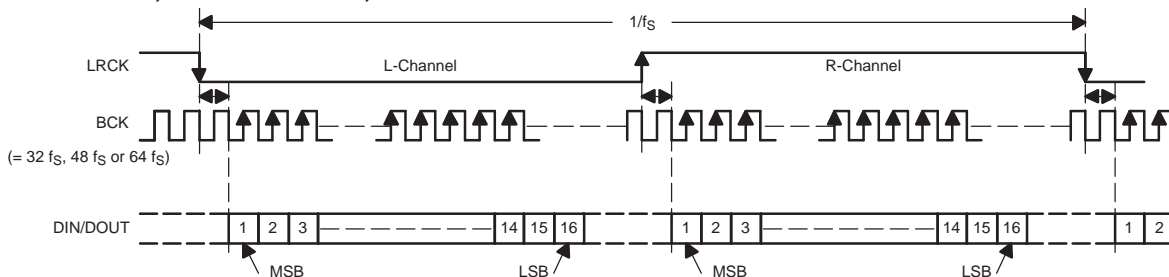 1/fS
LRCK
L-Channel
R-Channel
BCK
(= 32 fS, 48 fS or 64 fS)
DIN/DOUT
1 2 3 14 15 16 1 2 3 14 15 16 1 2
MSB LSB MSB LSB